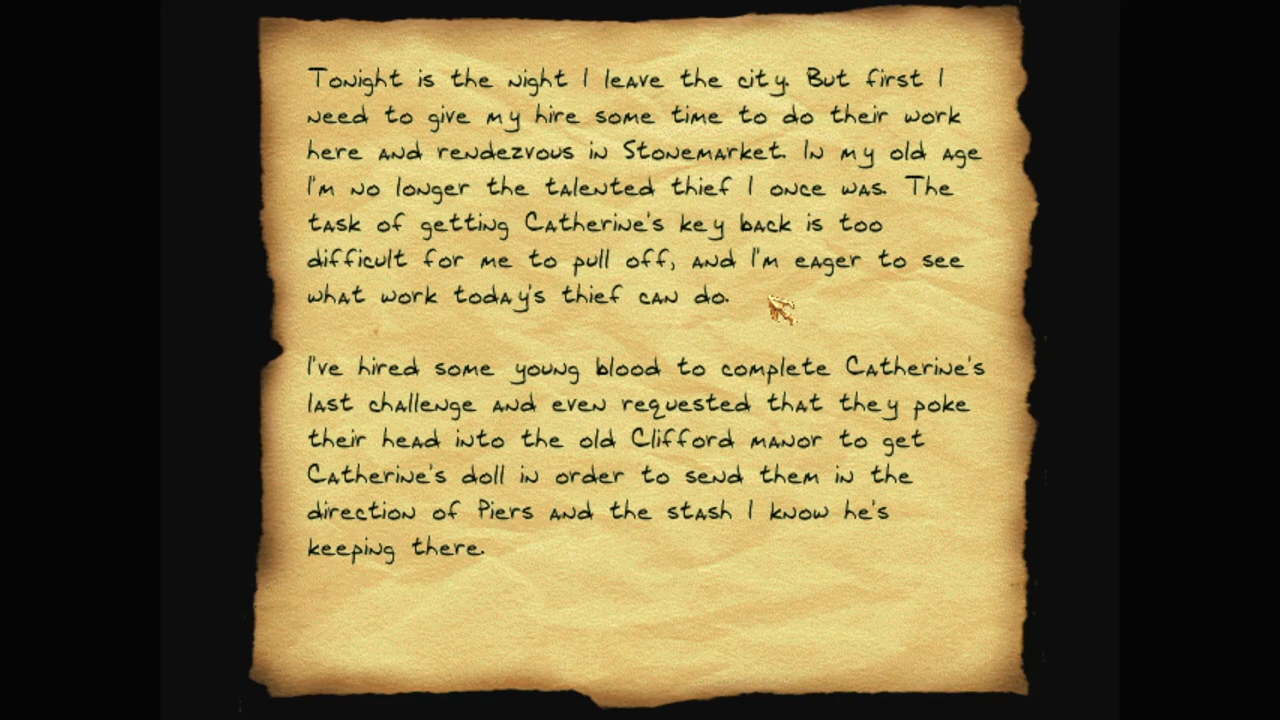 Tonight is the night I leave the city. But first I
need to give my hire some time to do their work
here and rendezvous in Stonemarket. In my old age
I'm no longer the talented thief I once was. The
task of getting Catherine's key back is too
difficult for me to pull off, and I'm eager to see
what work today's thief can do.
I've hired some young blood to complete Catherine's
last challenge and even requested that they poke
their head into the old Clifford manor to get
Catherine's doll in order to send them in the
direction of Piers and the stash I know he's
keeping there.